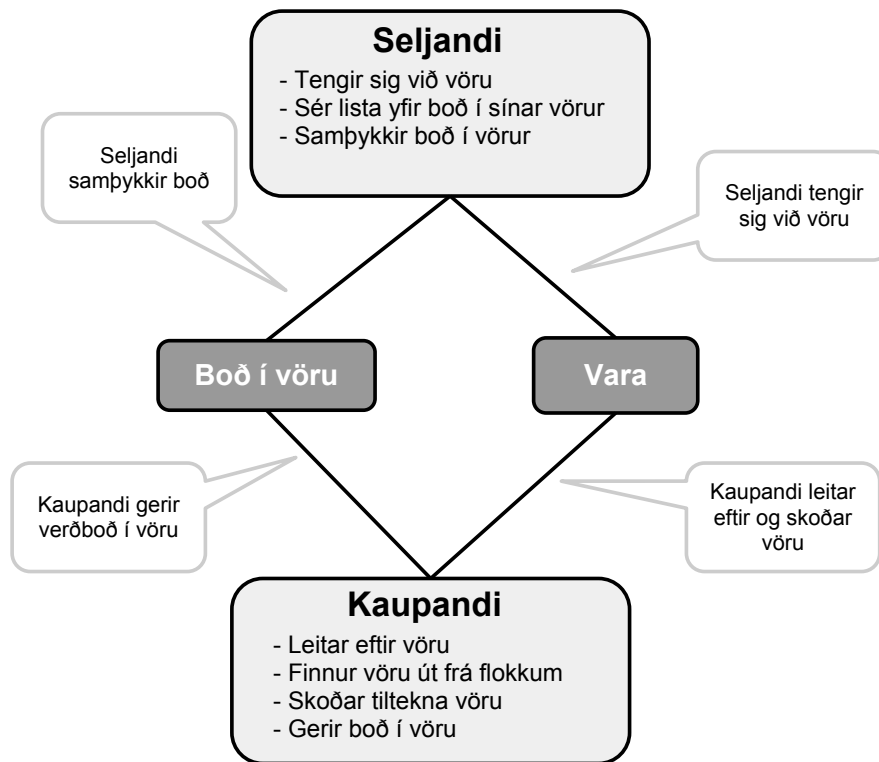 Seljandi
- Tengir sig við vöru
- Sér lista yfir boð í sínar vörur
- Samþykkir boð í vörur
Seljandi
samþykkir boð
Seljandi tengir
sig við vöru
Boð í vöru
Vara
Kaupandi gerir
verðboð í vöru
Kaupandi leitar
eftir og skoðar
vöru
Kaupandi
- Leitar eftir vöru
- Finnur vöru út frá flokkum
- Skoðar tiltekna vöru
- Gerir boð í vöru